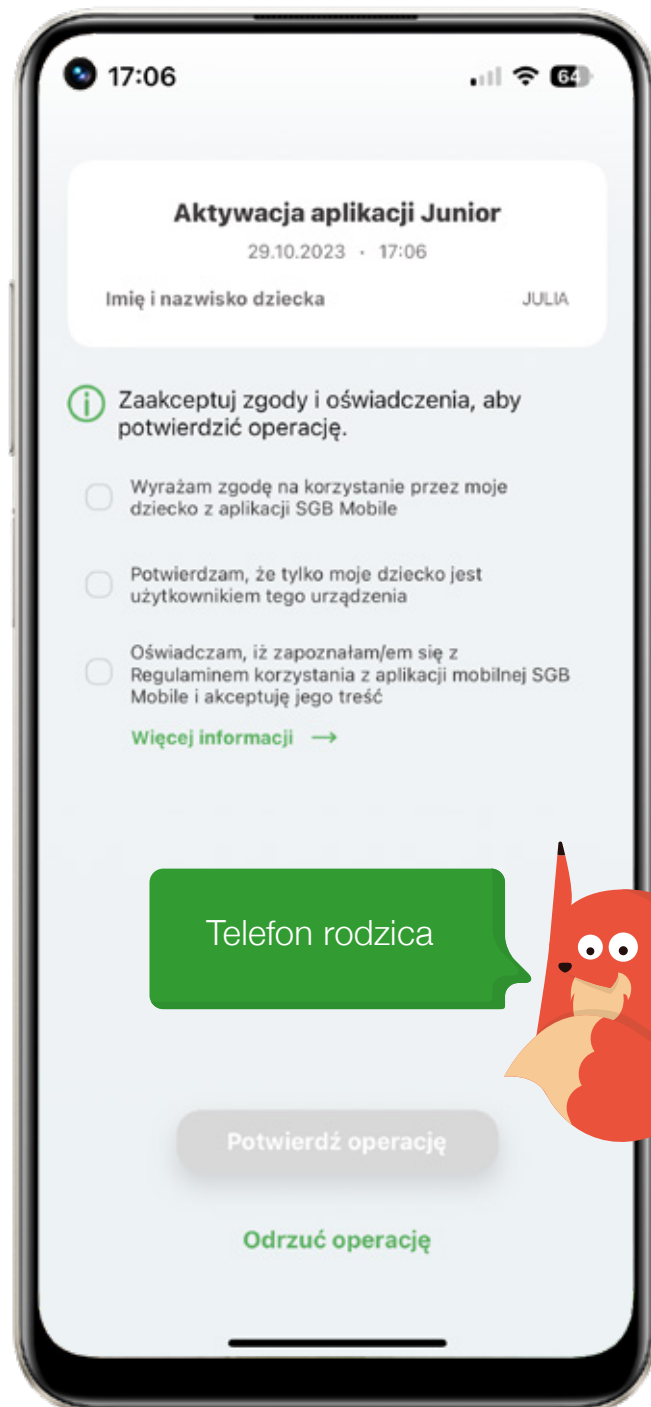 17:06
64
Aktywacja aplikacji Junior
29.10.2023 · 17:06
Imię i nazwisko dziecka JULIA
Zaakceptuj zgody i oświadczenia, aby
potwierdzić operację.
Wyrażam zgodę na korzystanie przez moje
dziecko z aplikacji SGB Mobile
Potwierdzam, że tylko moje dziecko jest
użytkownikiem tego urządzenia
Oświadczam, iż zapoznałam/em się z
Regulaminem korzystania z aplikacji mobilnej SGB
Mobile i akceptuję jego treść
Więcej informacji →
Telefon rodzica
Potwierdź operację
Odrzuć operację